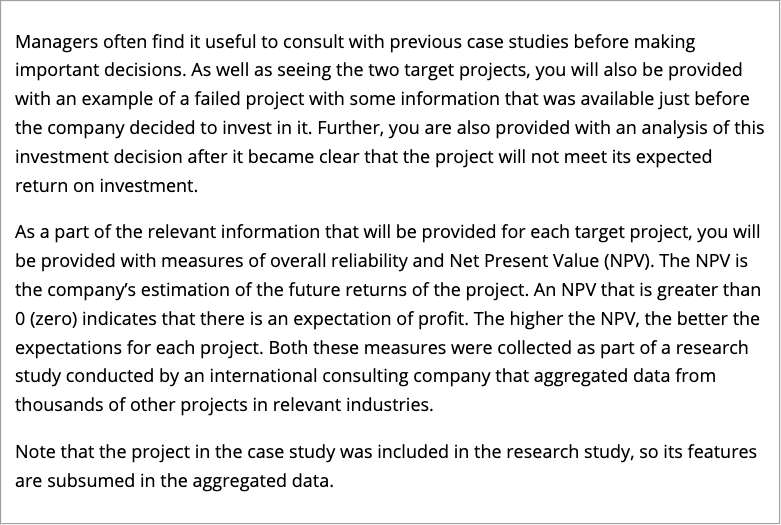 Managers often find it useful to consult with previous case studies before making
important decisions. As well as seeing the two target projects, you will also be provided
with an example of a failed project with some information that was available just before
the company decided to invest in it. Further, you are also provided with an analysis of this
investment decision after it became clear that the project will not meet its expected
return on investment.
As a part of the relevant information that will be provided for each target project, you will
be provided with measures of overall reliability and Net Present Value (NPV). The NPV is
the company’s estimation of the future returns of the project. An NPV that is greater than
0 (zero) indicates that there is an expectation of profit. The higher the NPV, the better the
expectations for each project. Both these measures were collected as part of a research
study conducted by an international consulting company that aggregated data from
thousands of other projects in relevant industries.
Note that the project in the case study was included in the research study, so its features
are subsumed in the aggregated data.